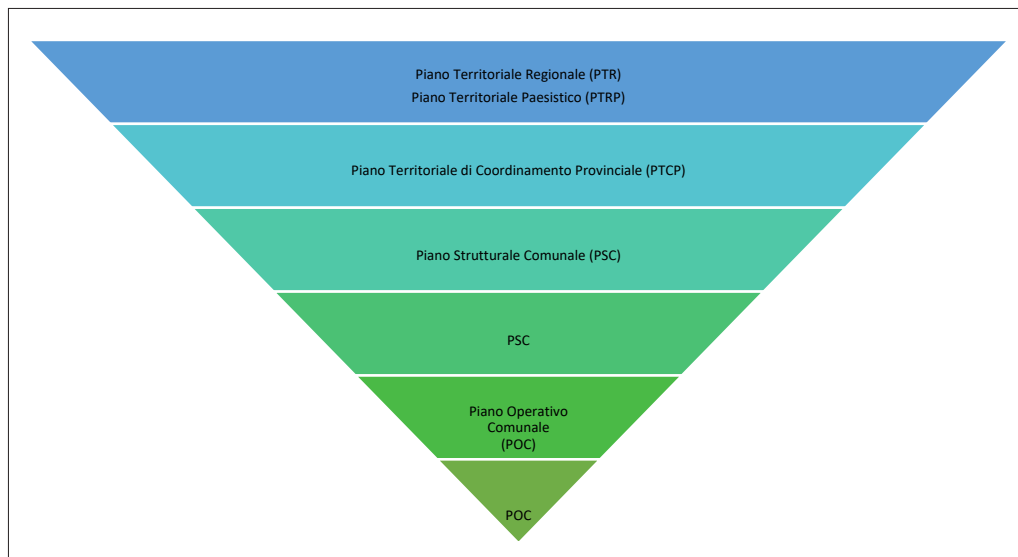 Piano Territoriale Regionale (PTR)
Piano Territoriale Paesistico (PTRP)
Piano Territoriale di Coordinamento Provinciale (PTCP)
Piano Strutturale Comunale (PSC)
PSC
Piano Operativo
Comunale
(POC)
POC